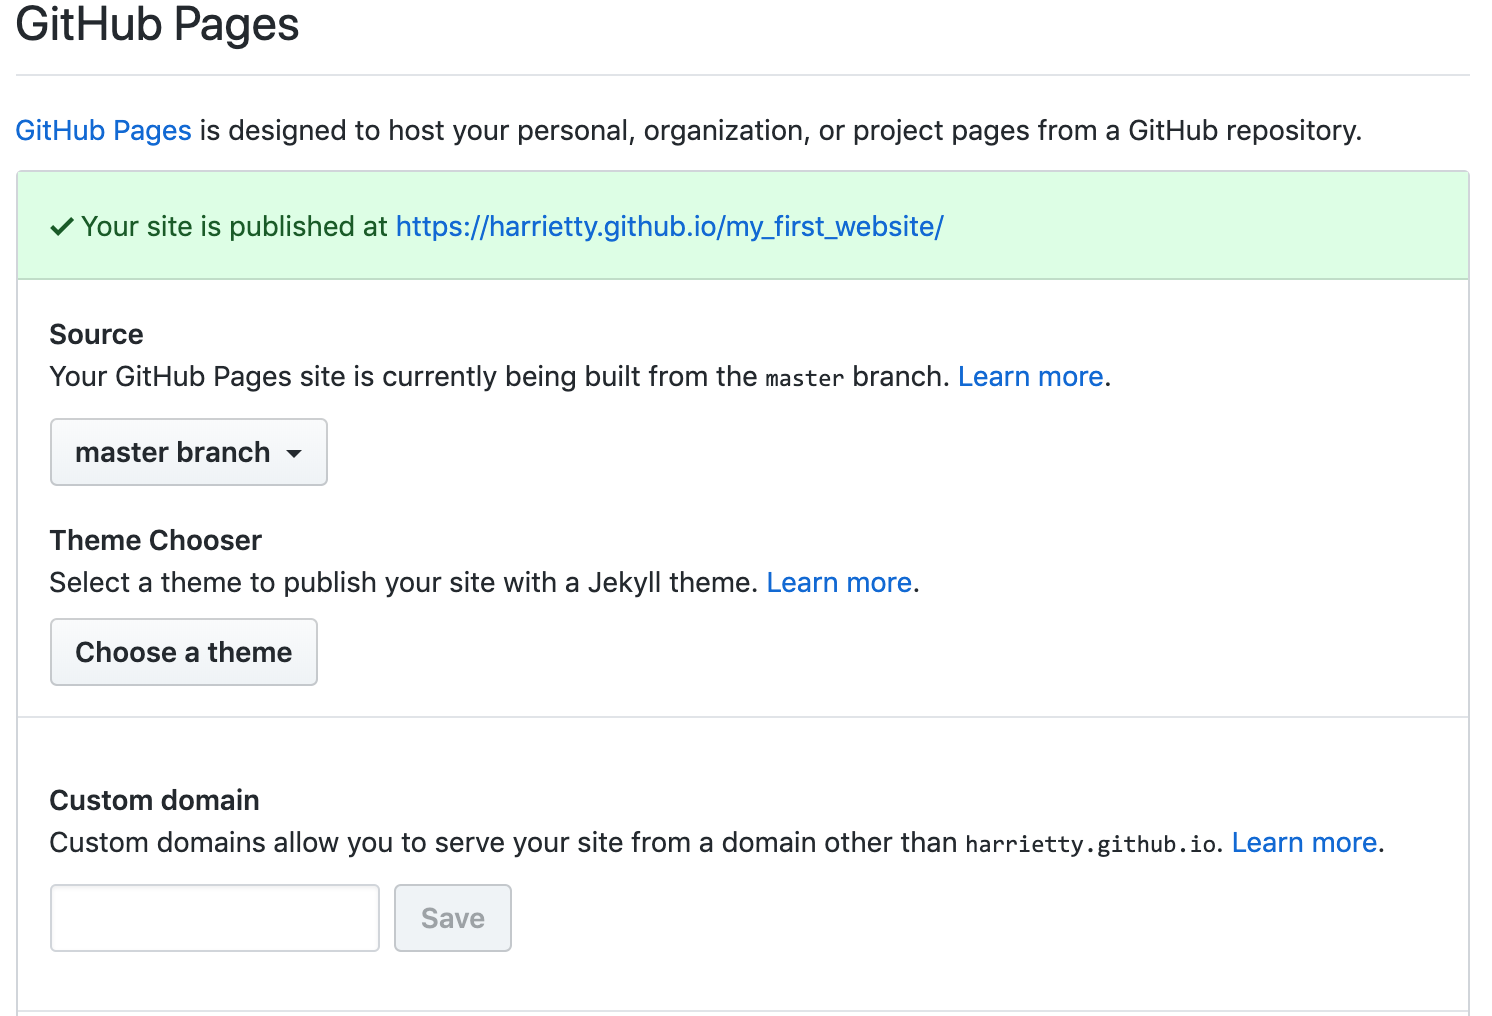 GitHub Pages
GitHub Pages is designed to host your personal, organization, or project pages from a GitHub repository.
✓ Your site is published at https://harrietty.github.io/my_first_website/
Source
Your GitHub Pages site is currently being built from the master branch. Learn more.
master branch
Theme Chooser
Select a theme to publish your site with a Jekyll theme. Learn more.
Choose a theme
Custom domain
Custom domains allow you to serve your site from a domain other than harrietty.github.io. Learn more.
Save